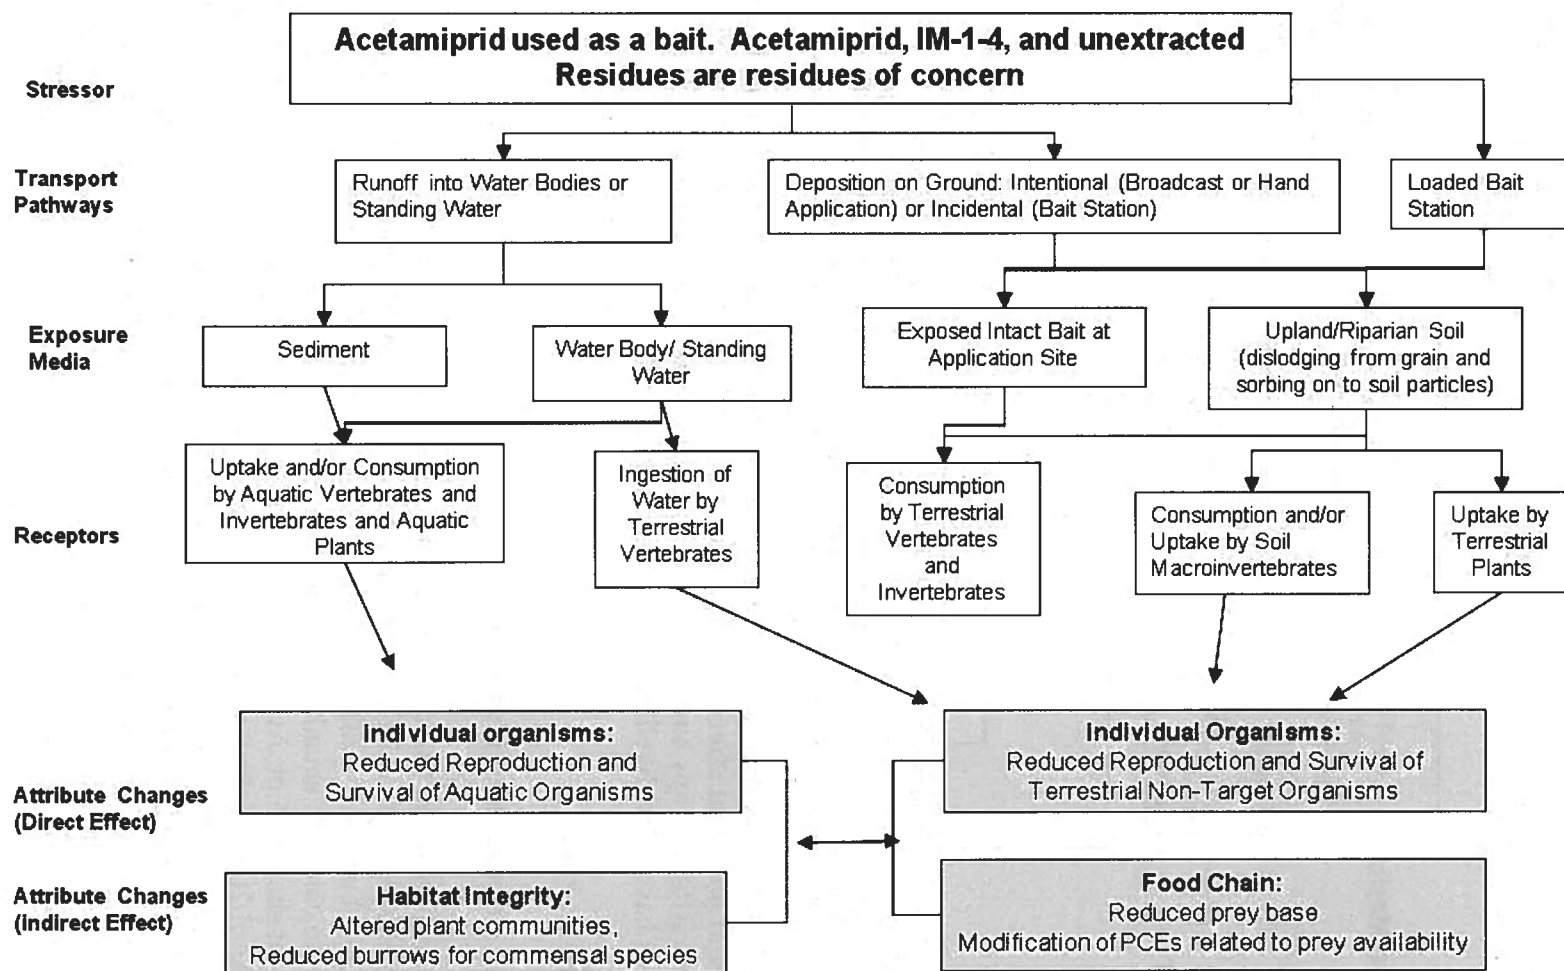 Acetamiprid used as a bait. Acetamiprid, IM-1-4, and unextracted
Residues are residues of concern
Stressor
Transport
Pathways
Runoff into Water Bodies or
Standing Water
Deposition on Ground: Intentional (Broadcast or Hand
Application) or Incidental (Bait Station)
Loaded Bait
Station
Exposure
Media
Sediment
Water Body/ Standing
Water
Exposed Intact Bait at
Application Site
Upland/Riparian Soil
(dislodging from grain and
sorbing on to soil particles)
Receptors
Uptake and/or Consumption
by Aquatic Vertebrates and
Invertebrates and Aquatic
Plants
Ingestion of
Water by
Terrestrial
Vertebrates
Consumption
by Terrestrial
Vertebrates
and
Invertebrates
Consumption and/or
Uptake by Soil
Macroinvertebrates
Uptake by
Terrestrial
Plants
Attribute Changes
(Direct Effect)
Individual organisms:
Reduced Reproduction and
Survival of Aquatic Organisms
Individual Organisms:
Reduced Reproduction and Survival of
Terrestrial Non-Target Organisms
Attribute Changes
(Indirect Effect)
Habitat Integrity:
Altered plant communities,
Reduced burrows for commensal species
Food Chain:
Reduced prey base
Modification of PCEs related to prey availability